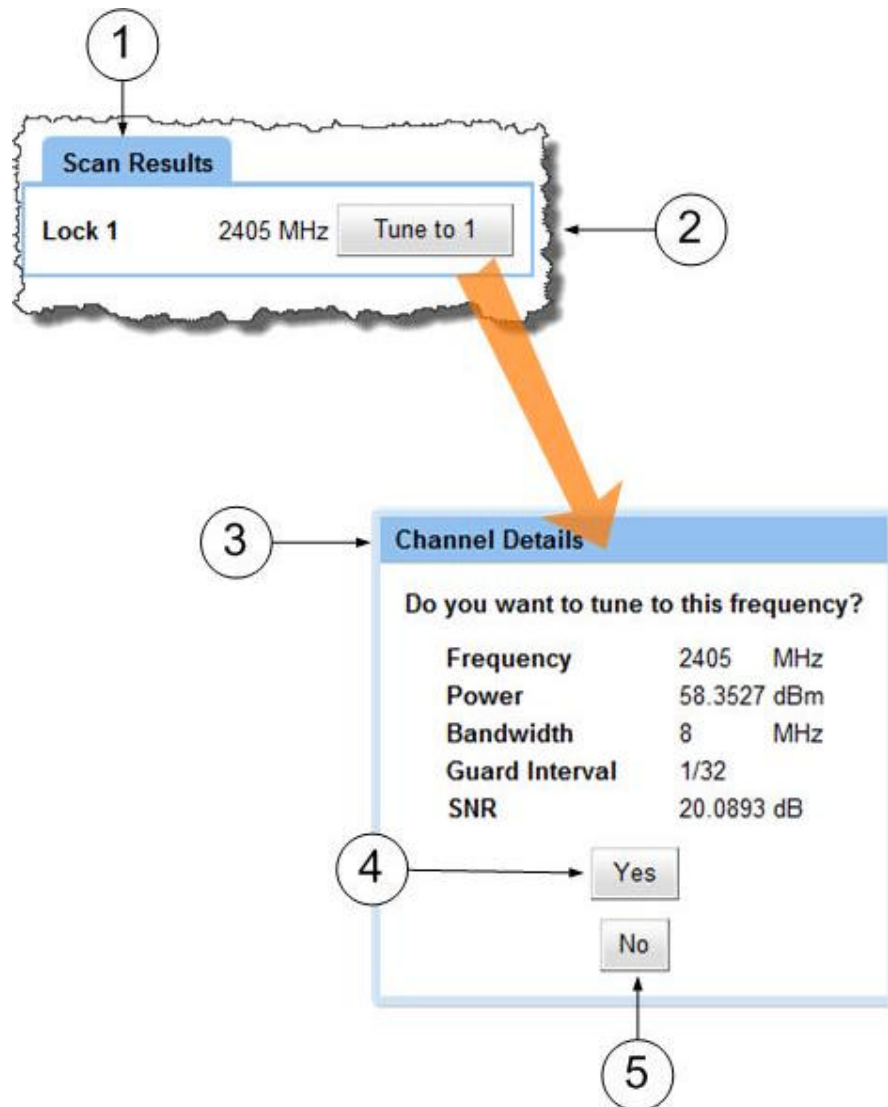 1
Scan Results
Lock 1 2405 MHz Tune to 1
2
3
Channel Details
Do you want to tune to this frequency?
Frequency 2405 MHz
Power 58.3527 dBm
Bandwidth 8 MHz
Guard Interval 1/32
SNR 20.0893 dB
4
Yes
No
5